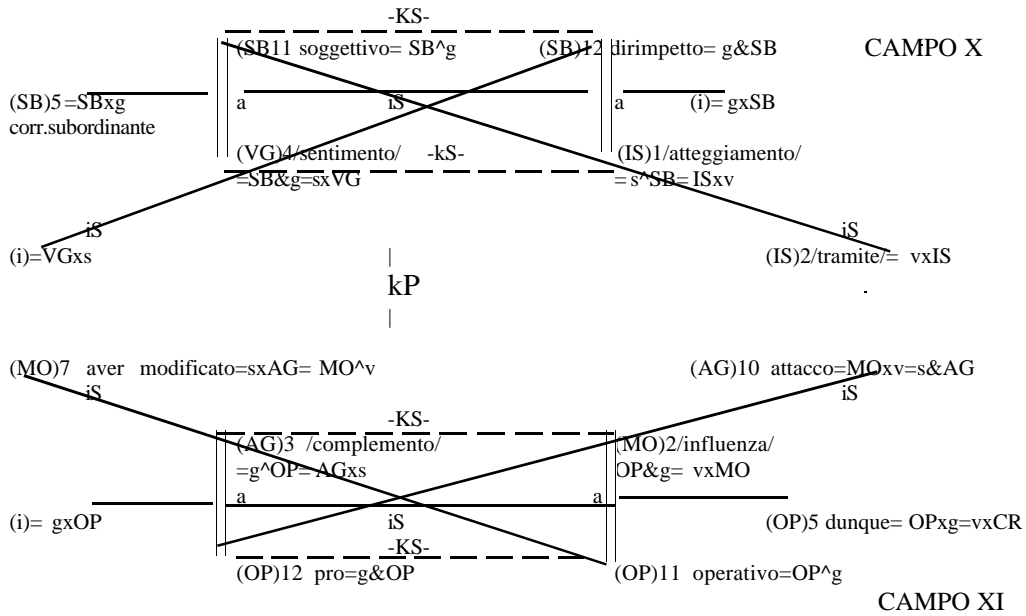 -KS-
(SB11 soggettivo= SB^g (SB)12 dirimpetto= g&SB CAMPO X
(SB)5=SBxg a iS a (i)= gxSB
corr.subordinante
(VG)4/sentimento/ -kS- (IS)1/atteggiamento/
=SB&g=sxVG = s^SB= ISxv
iS iS
(i)=VGxs | (IS)2/tramite/= vxIS
kP
|
(MO)7 aver modificato=sxAG= MO^v (AG)10 attacco=MOxv=s&AG
iS iS
-KS-
(AG)3 /complemento/ (MO)2/influenza/
=g^OP= AGxs OP&g= vxMO
a a
(i)= gxOP iS (OP)5 dunque= OPxg=vxCR
-KS-
(OP)12 pro=g&OP (OP)11 operativo=OP^g
CAMPO XI